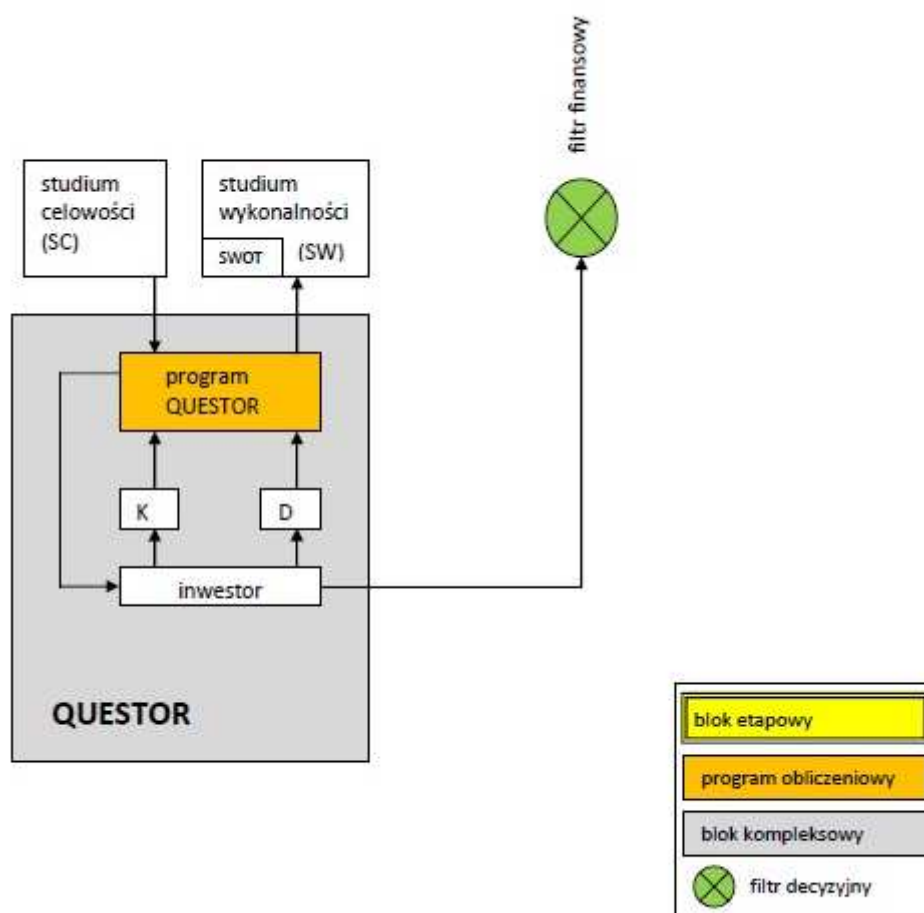 filtr finansowy
studium
celowości
(SC)
studium
wykonalności
SWOT (SW)
program
QUESTOR
K
D
inwestor
QUESTOR
blok etapowy
program obliczeniowy
blok kompleksowy
filtr decyzyjny